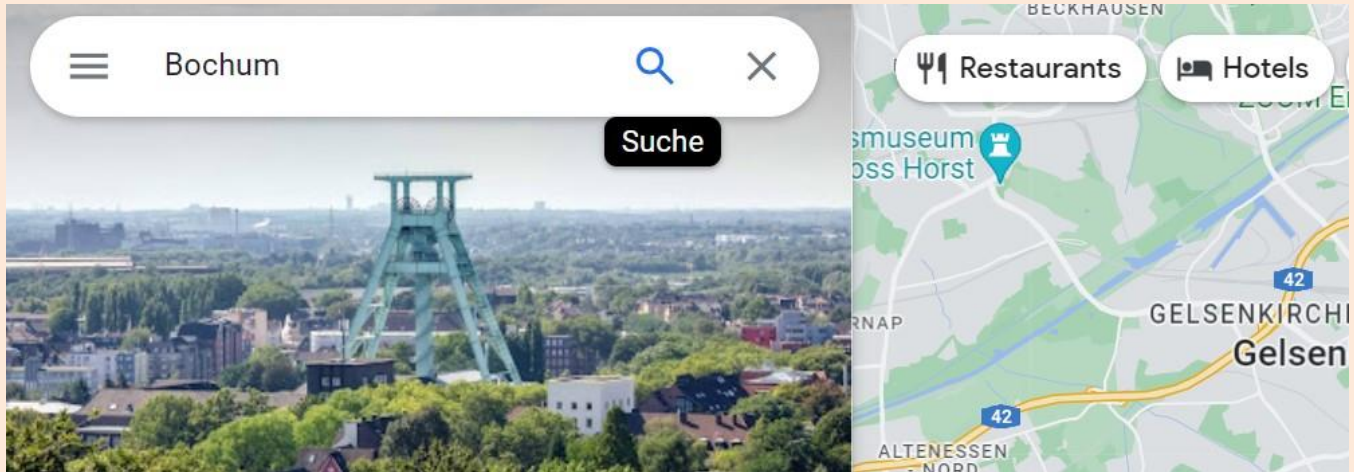 Bochum
Suche
BECKHAUSEN
Restaurants
Hotels
smuseum
oss Horst
42
RNAP
GELSENKIRCH
Gelsen
42
ALTENESSEN
- NORD